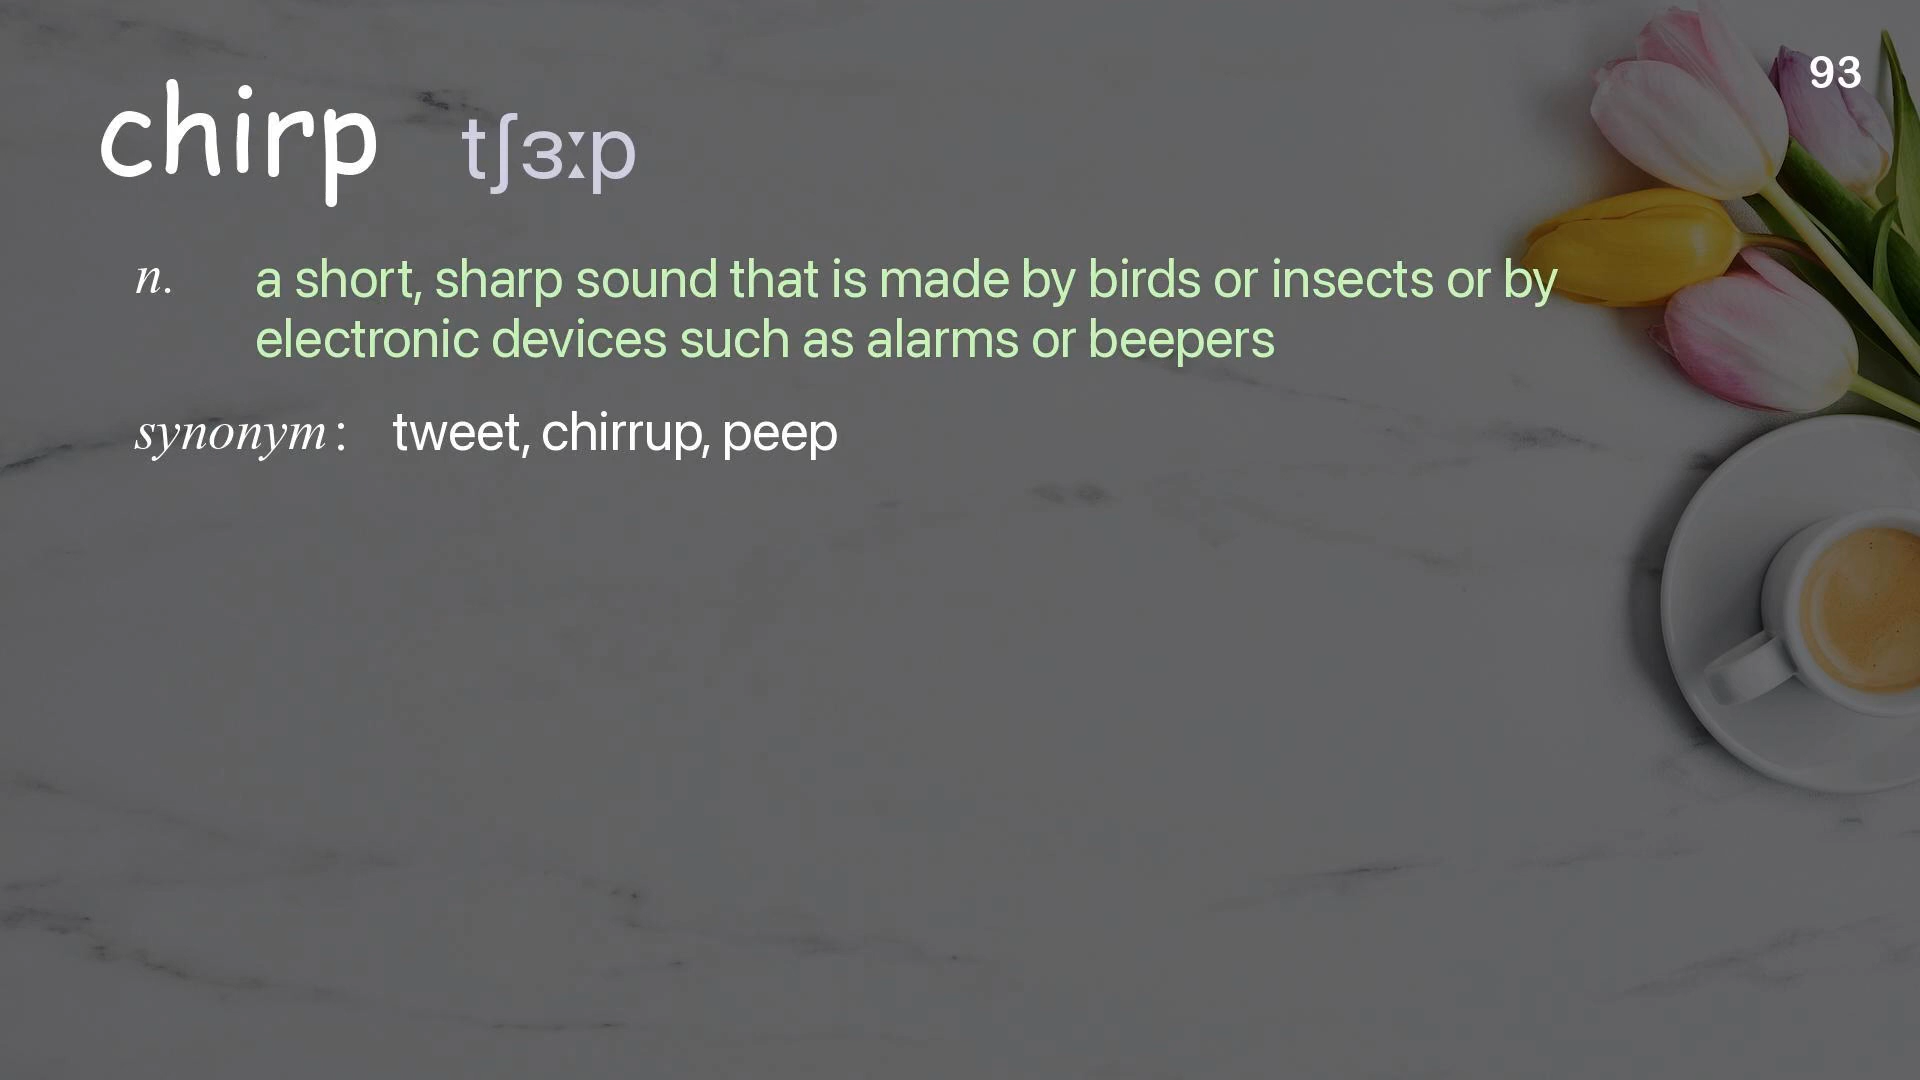 93
chirp tʃɜːp
n. a short, sharp sound that is made by birds or insects or by
electronic devices such as alarms or beepers
synonym: tweet, chirrup, peep